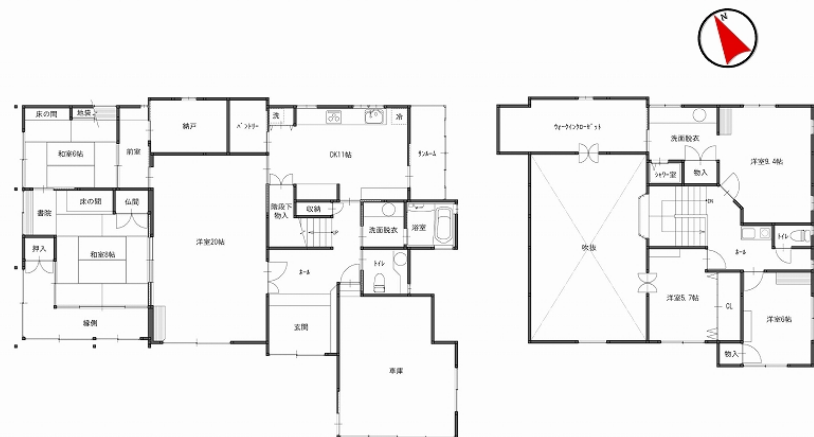 N
床の間
地袋
納戸
パントリー
洗
冷
和室6帖
前室
DK11帖
サンルーム
書院
床の間
仏間
階段下
物入
収納
UP
洗面脱衣
浴室
押入
和室8帖
洋室20帖
ホール
トイレ
縁側
玄関
車庫
ウォークインクローゼット
洗面脱衣
洋室9.4帖
シャワー室
物入
DN
吹抜
ホール
トイレ
洋室5.7帖
CL
洋室6帖
物入